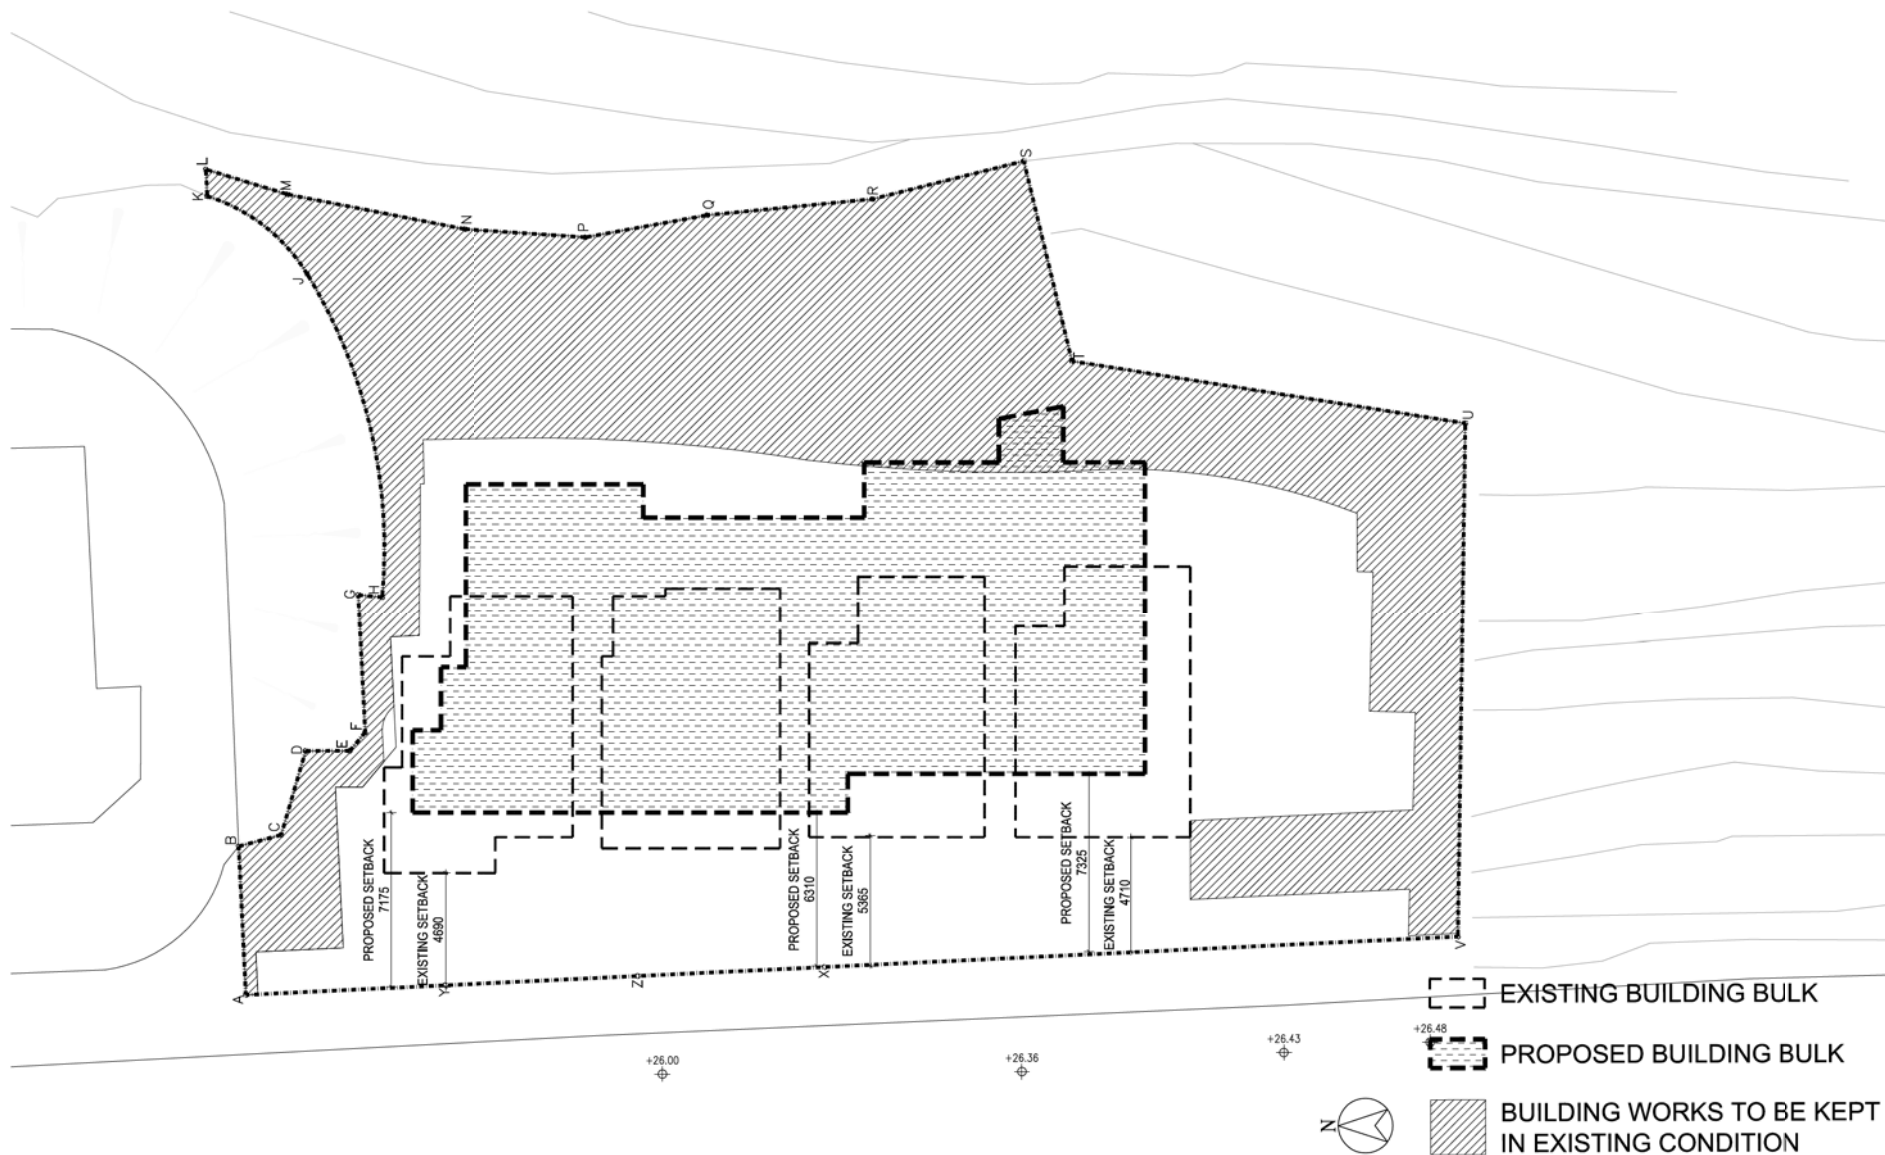 L
K
M
S
R
Q
N
P
J
T
U
G
H
F
D
E
C
B
PROPOSED SETBACK
7175
EXISTING SETBACK
4690
PROPOSED SETBACK
6310
EXISTING SETBACK
5365
PROPOSED SETBACK
7325
EXISTING SETBACK
4710
A
Y
Z
X
V
EXISTING BUILDING BULK
+26.00
+26.36
+26.43
+26.48
PROPOSED BUILDING BULK
N
BUILDING WORKS TO BE KEPT
IN EXISTING CONDITION